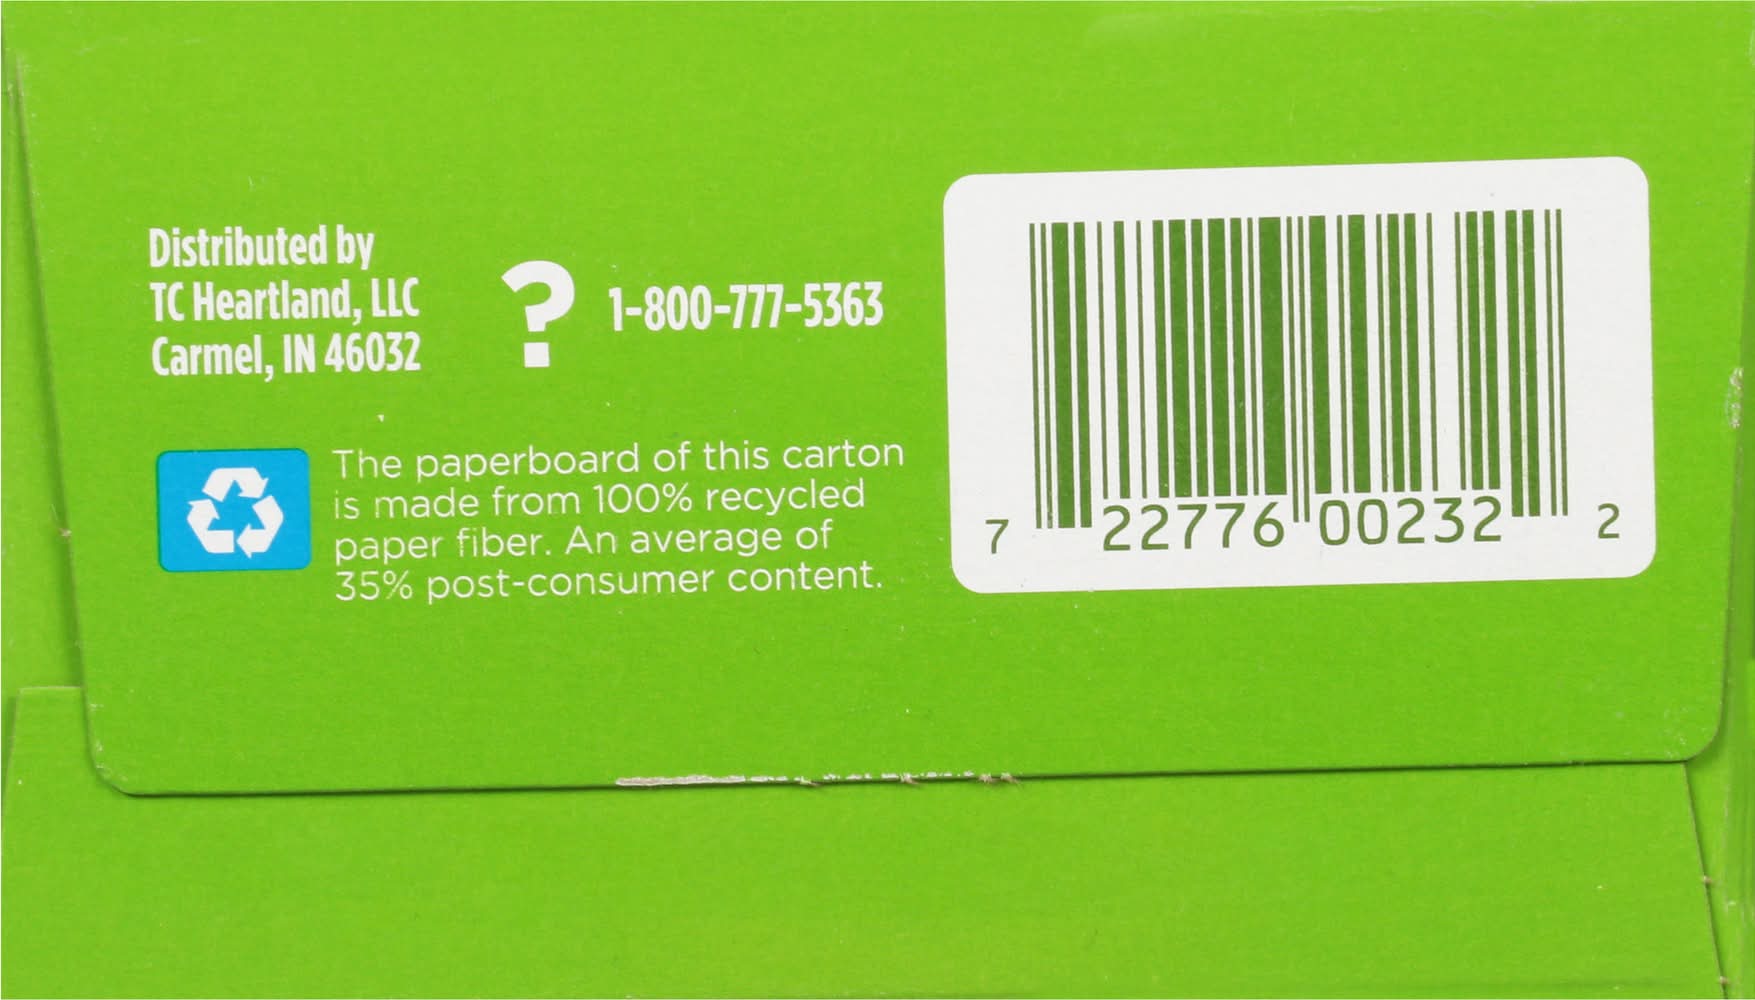 Distributed by
TC Heartland, LLC
Carmel, IN 46032
? 1-800-777-5363
The paperboard of this carton
is made from 100% recycled
paper fiber. An average of
35% post-consumer content.
7 22776 00232 2